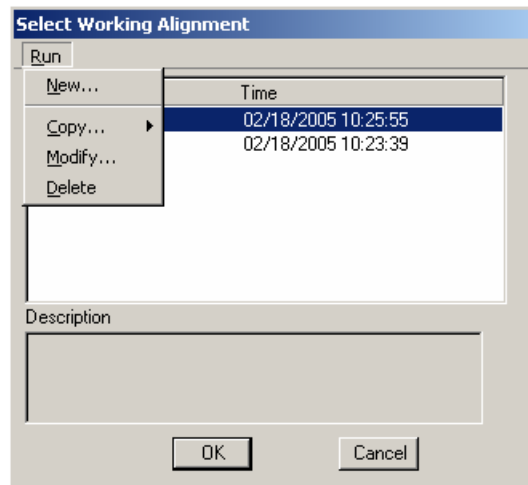 Select Working Alignment
Run
New...
Time
Copy...
02/18/2005 10:25:55
Modify...
02/18/2005 10:23:39
Delete
Description
OK Cancel